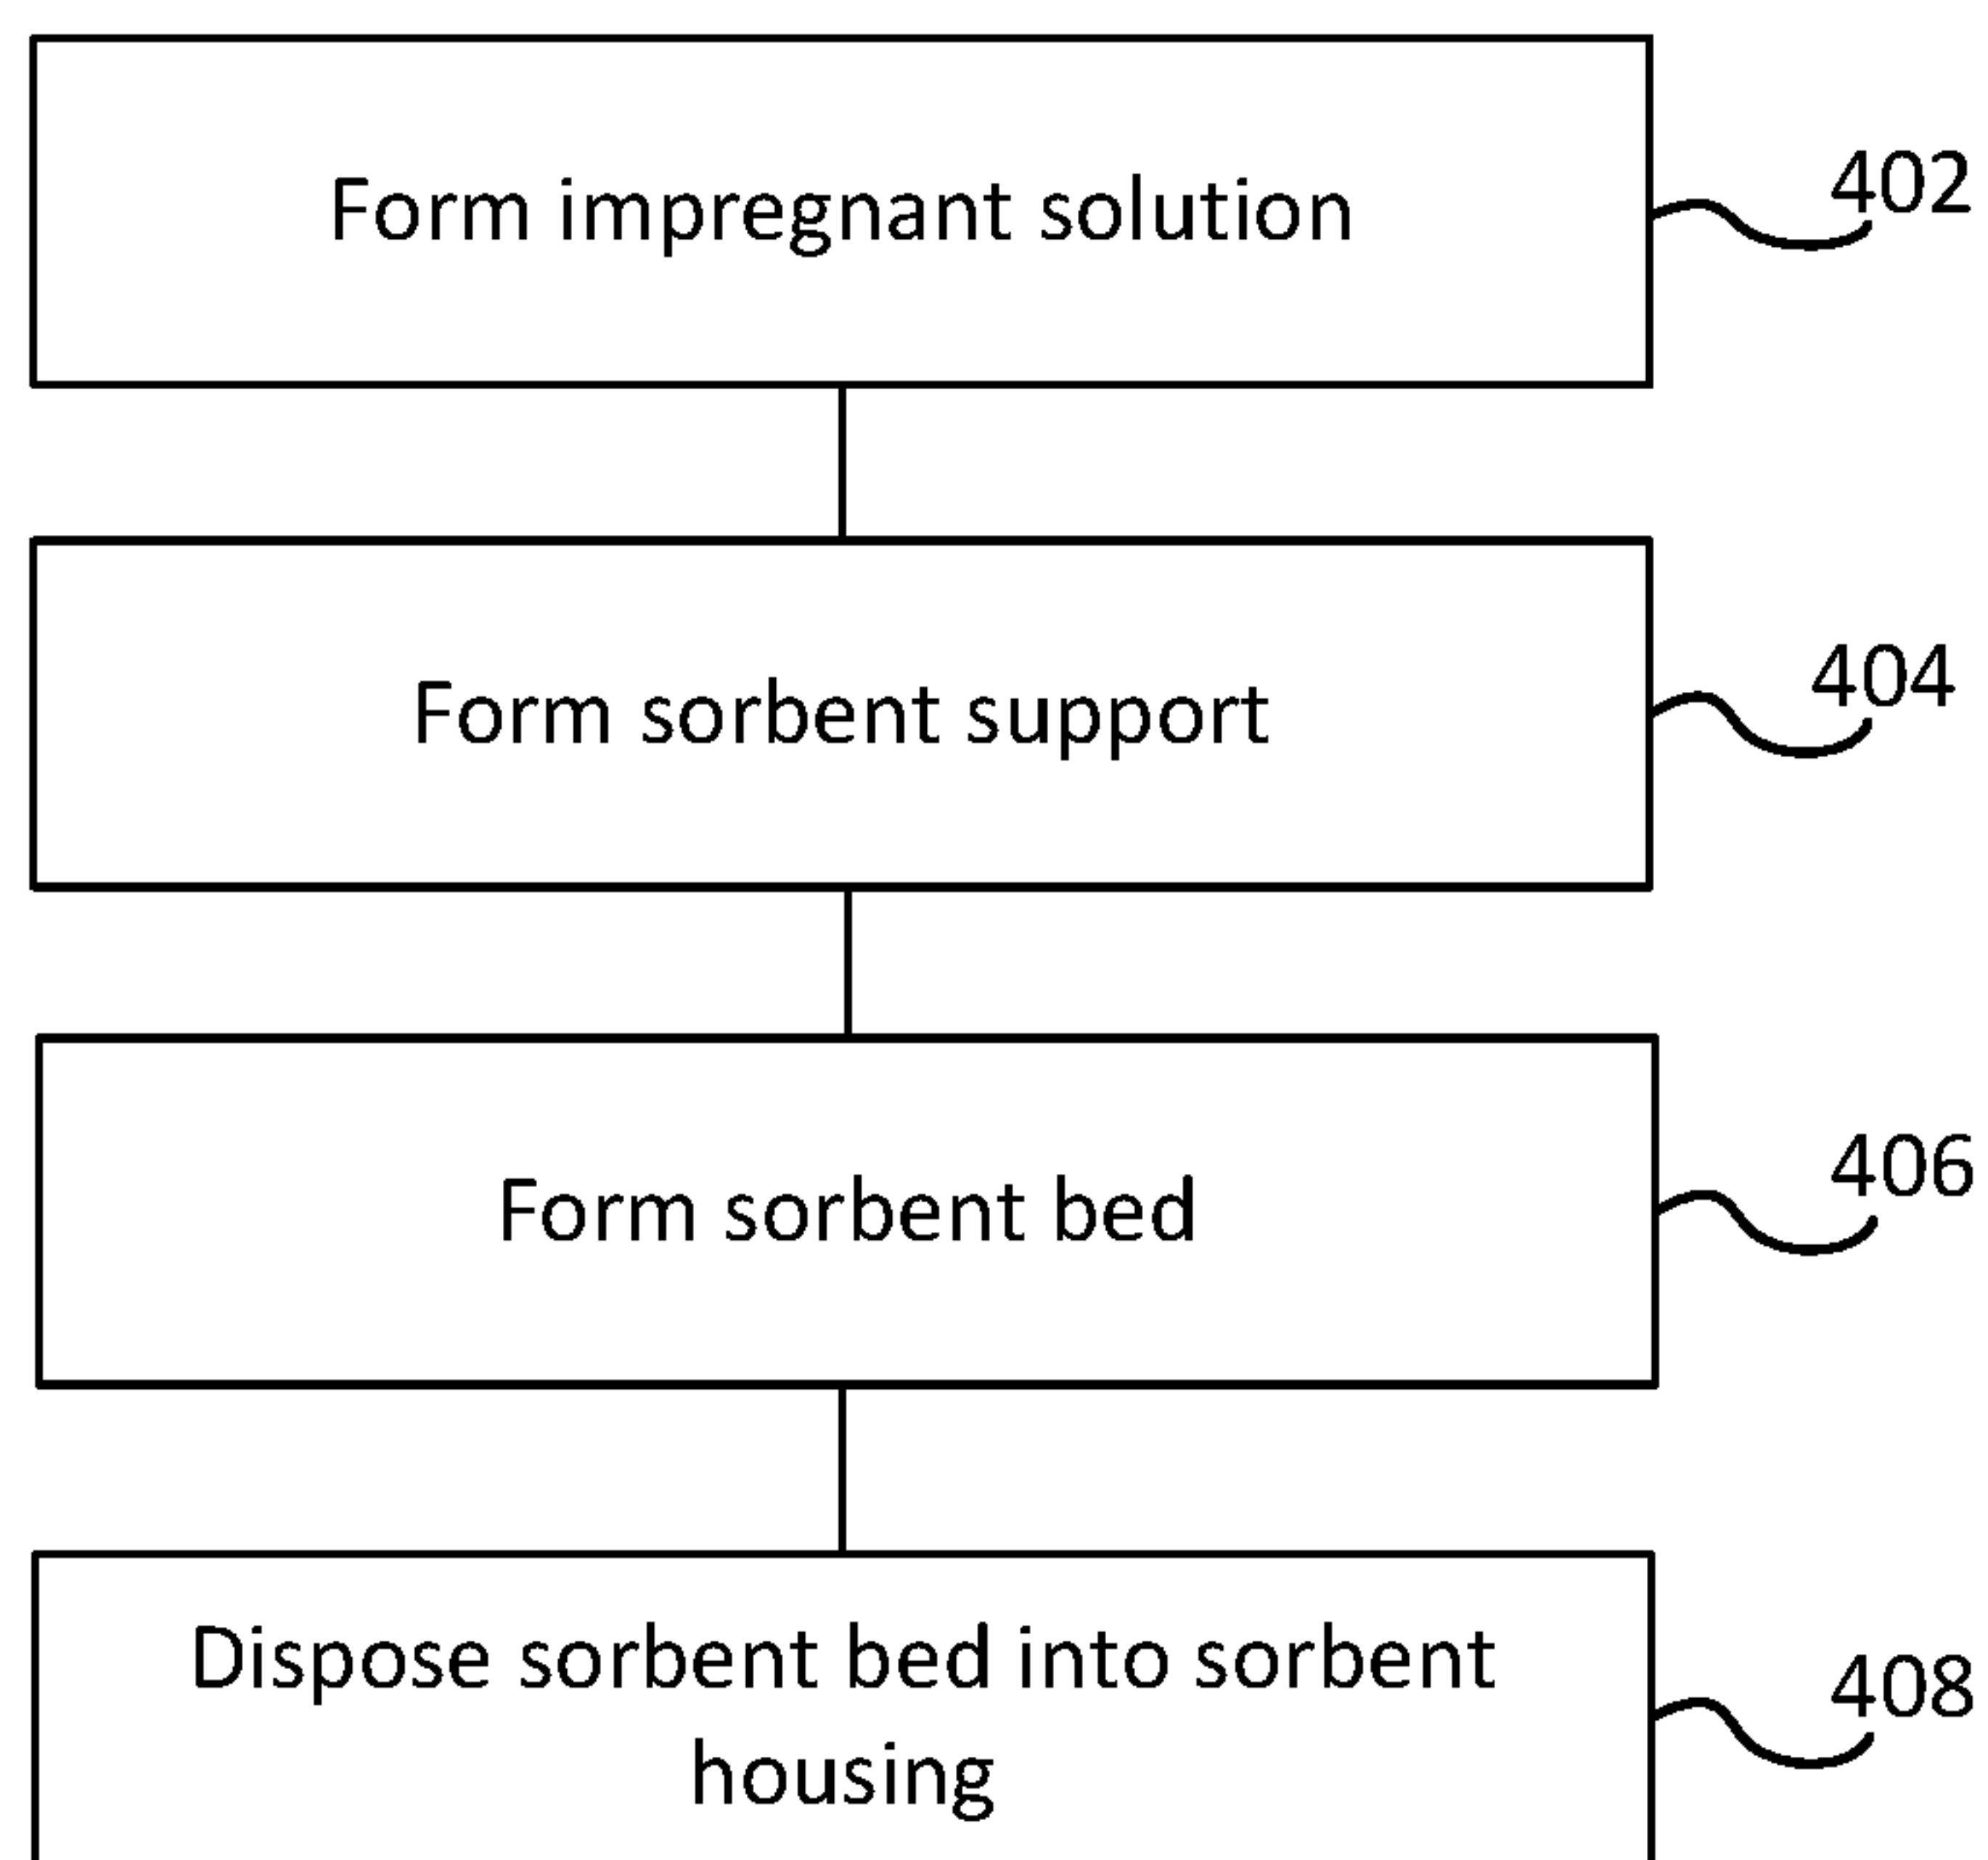 Form impregnant solution
402
Form sorbent support
404
Form sorbent bed
406
Dispose sorbent bed into sorbent
housing
408